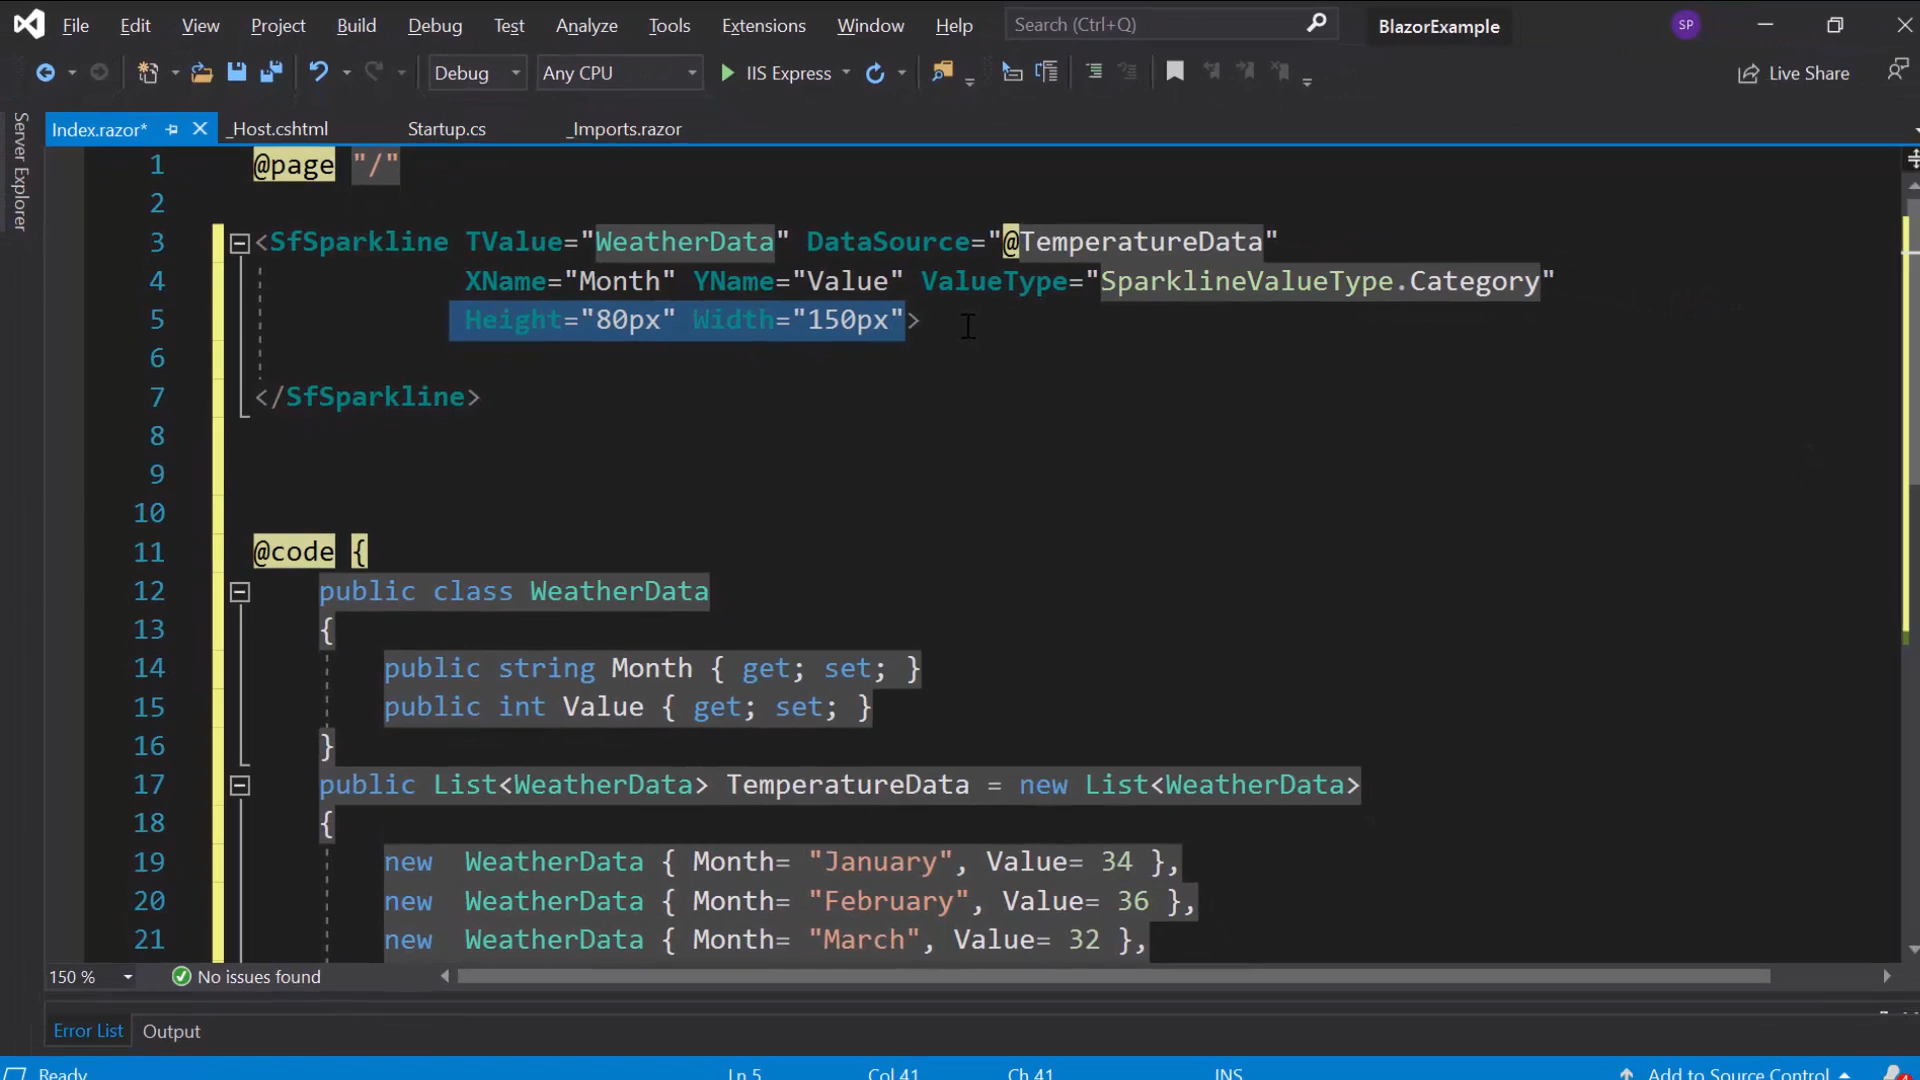 File Edit View Project Build Debug Test Analyze Tools Extensions Window Help Search (Ctrl+Q) BlazorExample SP
Debug Any CPU IIS Express Live Share
Server Explorer
Index.razor* _Host.cshtml Startup.cs _Imports.razor
1 @page "/"
2
3 <SfSparkline TValue="WeatherData" DataSource="@TemperatureData"
4 XName="Month" YName="Value" ValueType="SparklineValueType.Category"
5 Height="80px" Width="150px">
6
7 </SfSparkline>
8
9
10
11 @code {
12 public class WeatherData
13 {
14 public string Month { get; set; }
15 public int Value { get; set; }
16 }
17 public List<WeatherData> TemperatureData = new List<WeatherData>
18 {
19 new WeatherData { Month= "January", Value= 34 },
20 new WeatherData { Month= "February", Value= 36 },
21 new WeatherData { Month= "March", Value= 32 },
150 % No issues found
Error List Output
Ready Ln 5 Col 41 Ch 41 INS Add to Source Control